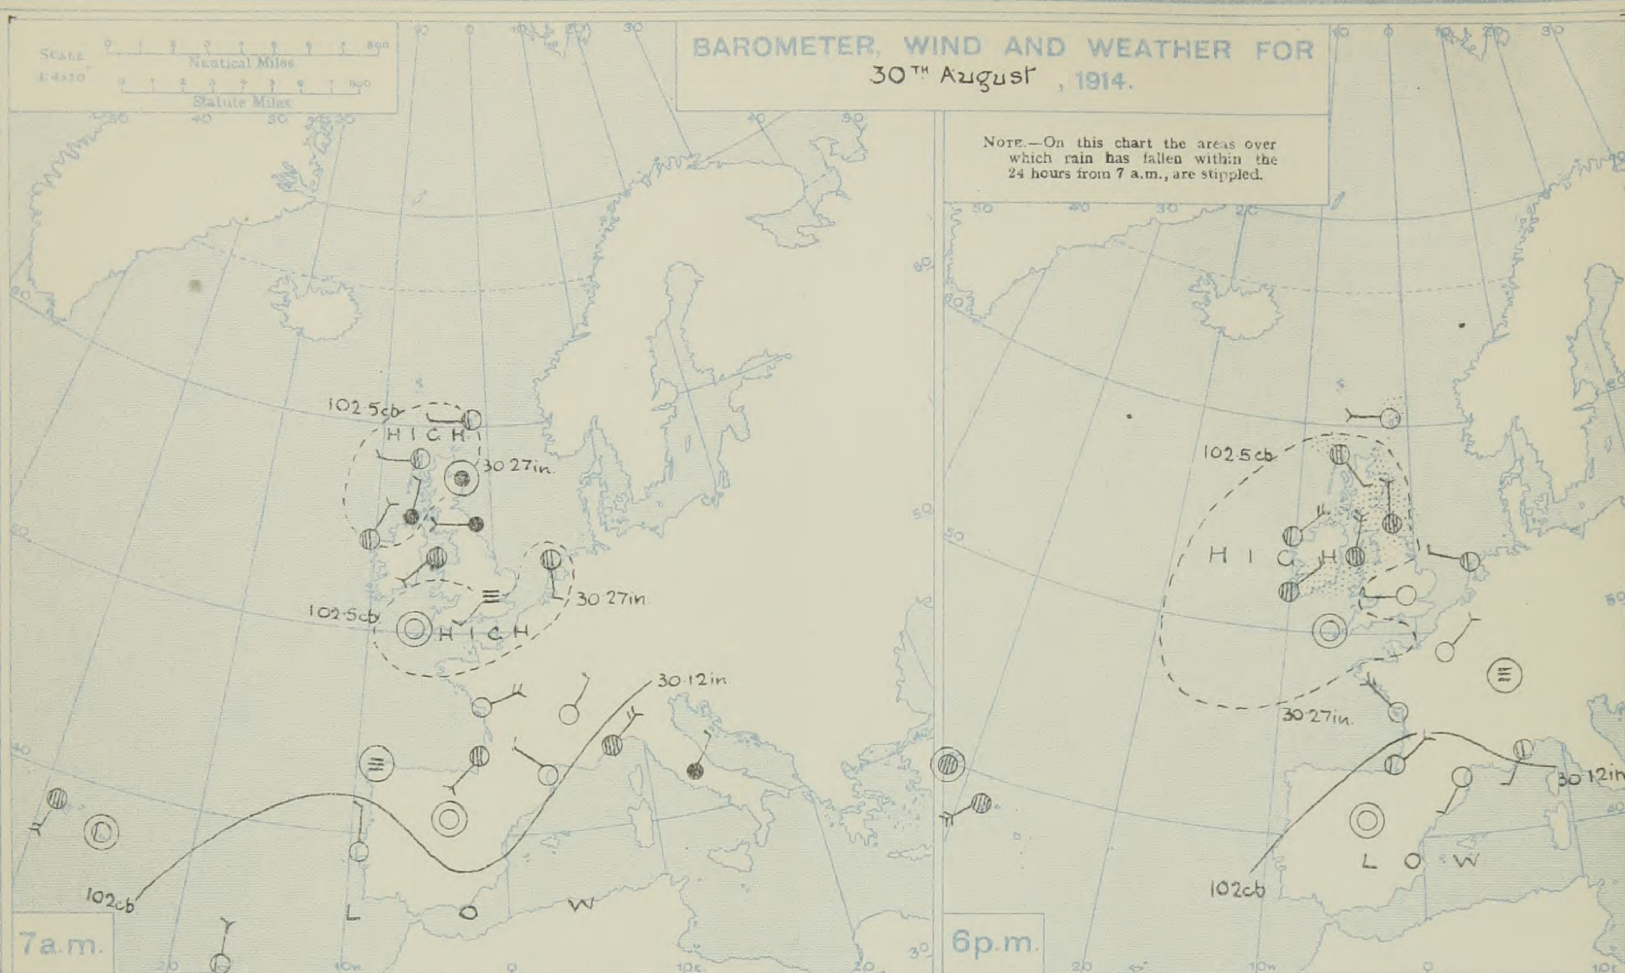 SCALE
Nautical Miles
Statute Miles
BAROMETER, WIND AND WEATHER FOR
30TH August, 1914.
NOTE.—On this chart the areas over
which rain has fallen within the
24 hours from 7 a.m., are stippled.
102·5cb
HIGH
30·27in.
102·5cb
HIGH
30·27in
30·12in
102cb
LOW
7a.m.
102·5cb
HIGH
30·27in.
30·12in
LOW
102cb
6p.m.